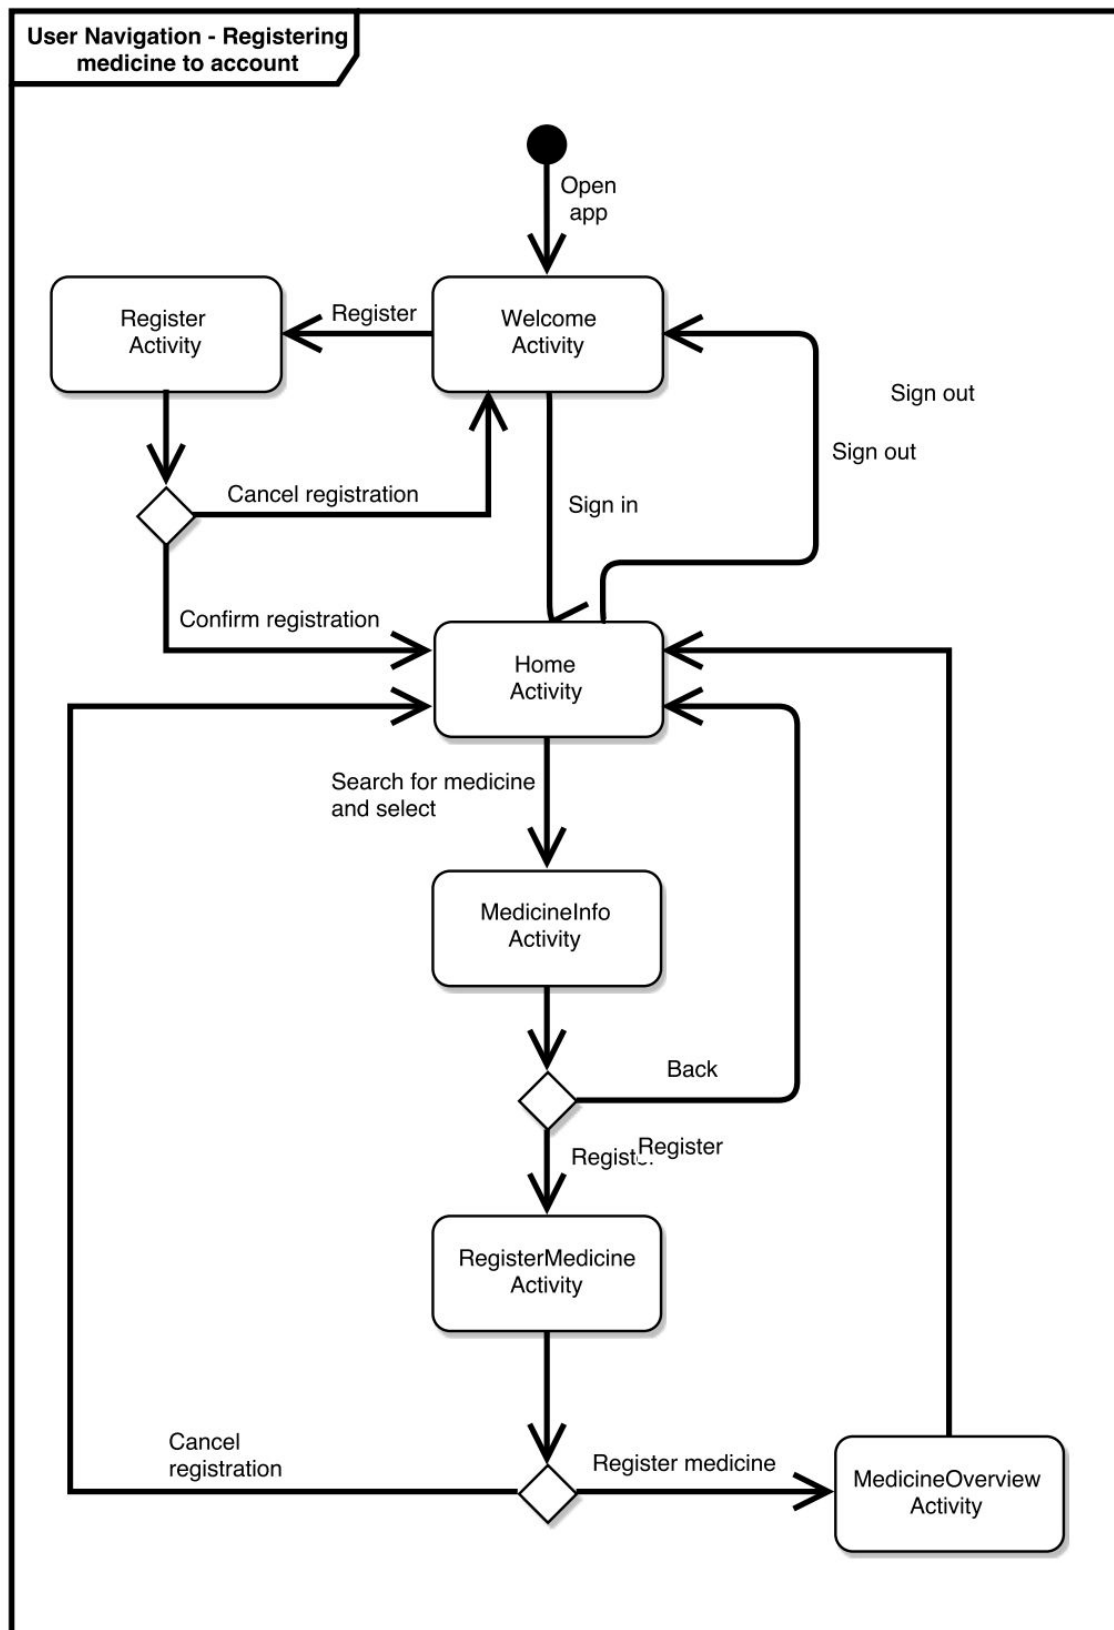 User Navigation - Registering
medicine to account
Open
app
Register
Activity
Register
Welcome
Activity
Sign out
Sign out
Cancel registration
Sign in
Confirm registration
Home
Activity
Search for medicine
and select
MedicineInfo
Activity
Back
Register
Register
RegisterMedicine
Activity
Cancel
registration
Register medicine
MedicineOverview
Activity